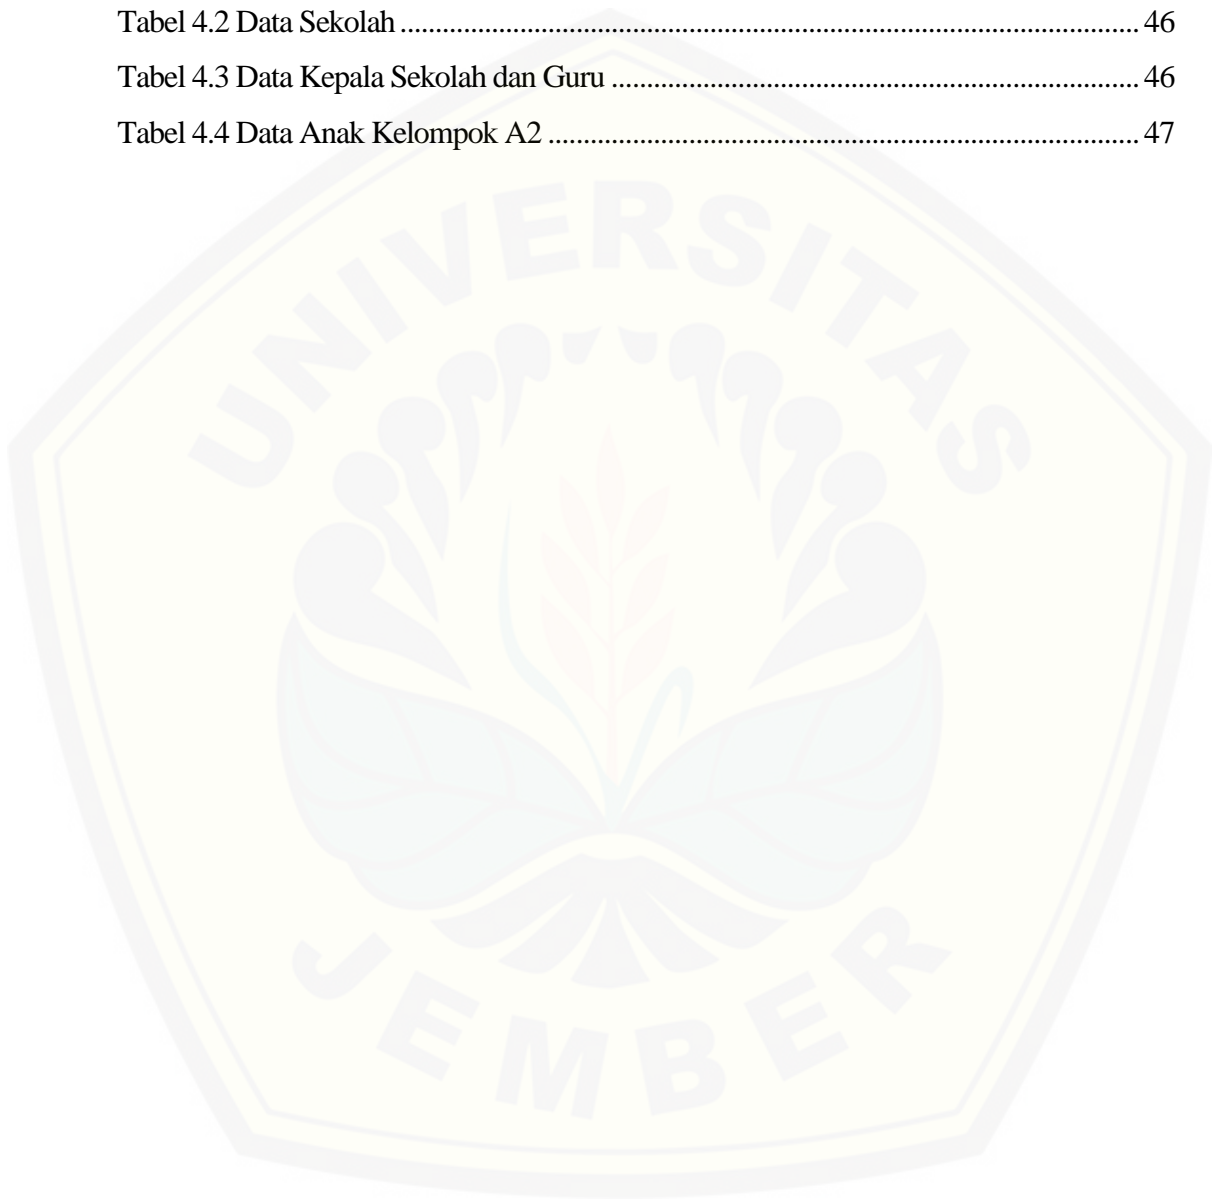 Tabel 4.2 Data Sekolah ........................................................................................................ 46
Tabel 4.3 Data Kepala Sekolah dan Guru .......................................................................... 46
Tabel 4.4 Data Anak Kelompok A2 ................................................................................... 47
UNIVERSITAS
JEMBER